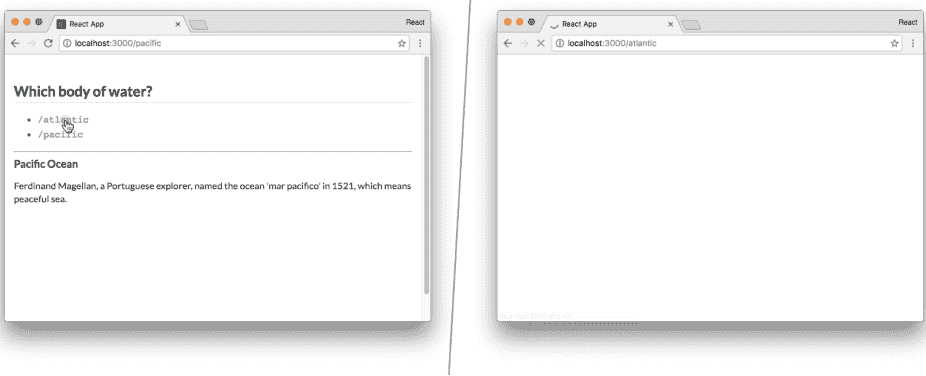 React App
React
localhost:3000/pacific
Which body of water?
/atlantic
/pacific
Pacific Ocean
Ferdinand Magellan, a Portuguese explorer, named the ocean 'mar pacifico' in 1521, which means
peaceful sea.
React App
React
localhost:3000/atlantic